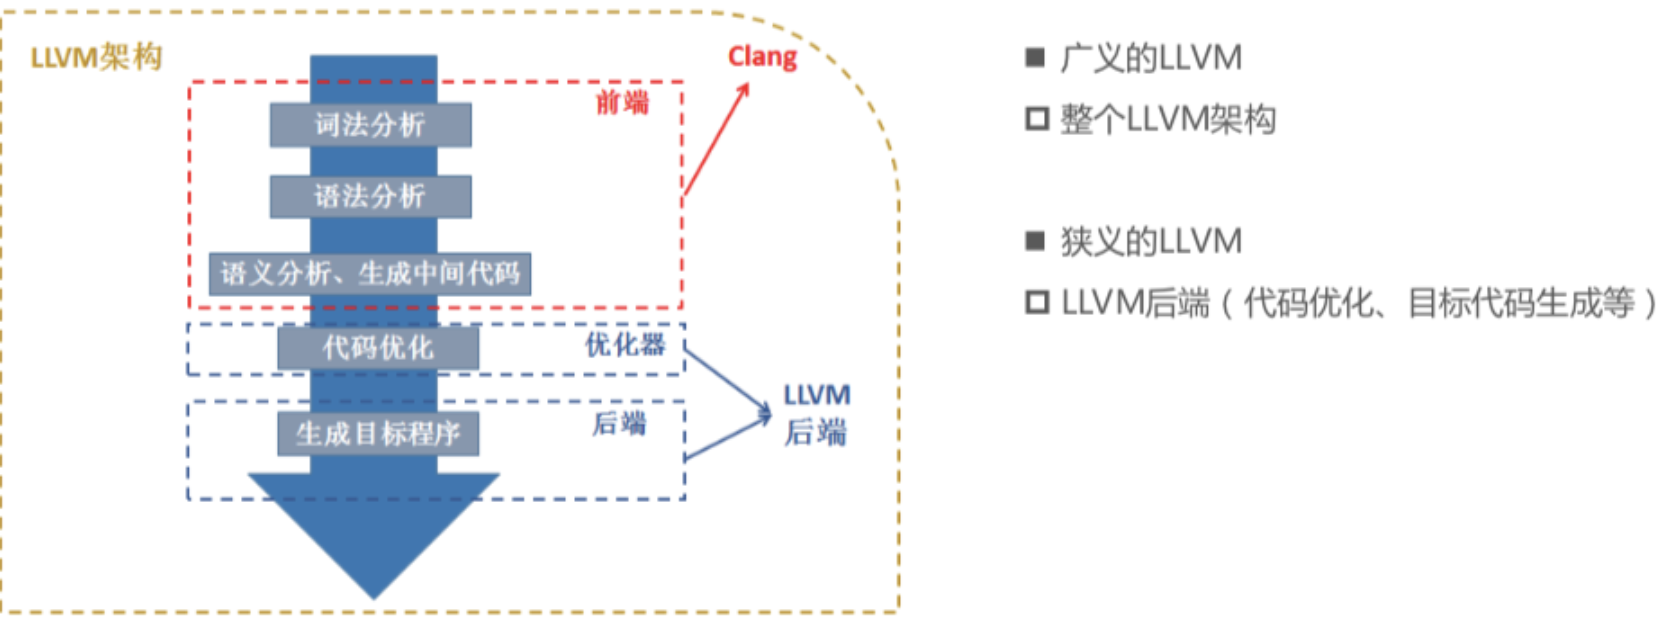 LLVM架构
Clang
前端
词法分析
语法分析
语义分析、生成中间代码
代码优化
优化器
LLVM
后端
后端
生成目标程序
■ 广义的LLVM
□ 整个LLVM架构
■ 狭义的LLVM
□ LLVM后端（代码优化、目标代码生成等）